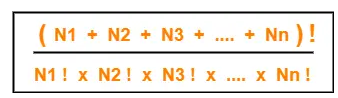 ( N1 + N2 + N3 + .... + Nn ) !
N1 ! x N2 ! x N3 ! x .... x Nn !